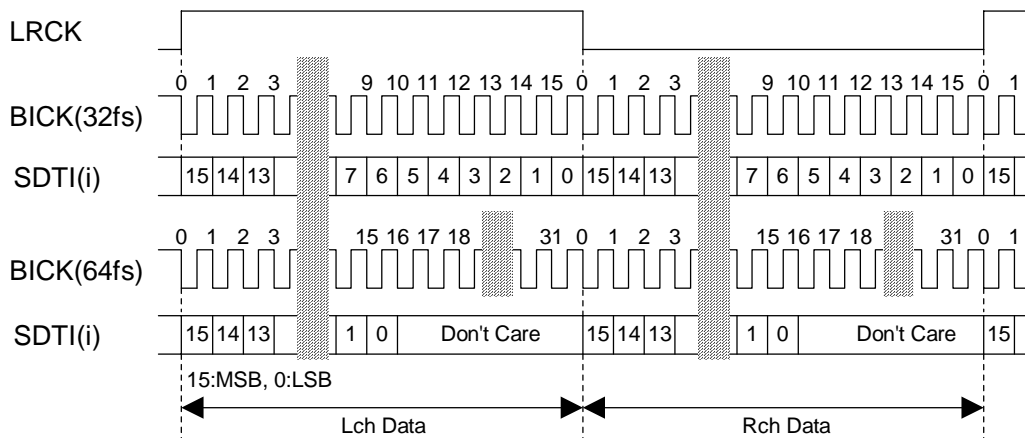 LRCK
0 1 2 3 9 10 11 12 13 14 15 0 1 2 3 9 10 11 12 13 14 15 0 1
BICK(32fs)
SDTI(i) 15 14 13 7 6 5 4 3 2 1 0 15 14 13 7 6 5 4 3 2 1 0 15
0 1 2 3 15 16 17 18 31 0 1 2 3 15 16 17 18 31 0 1
BICK(64fs)
SDTI(i) 15 14 13 1 0 Don't Care 15 14 13 1 0 Don't Care 15
15:MSB, 0:LSB
Lch Data Rch Data